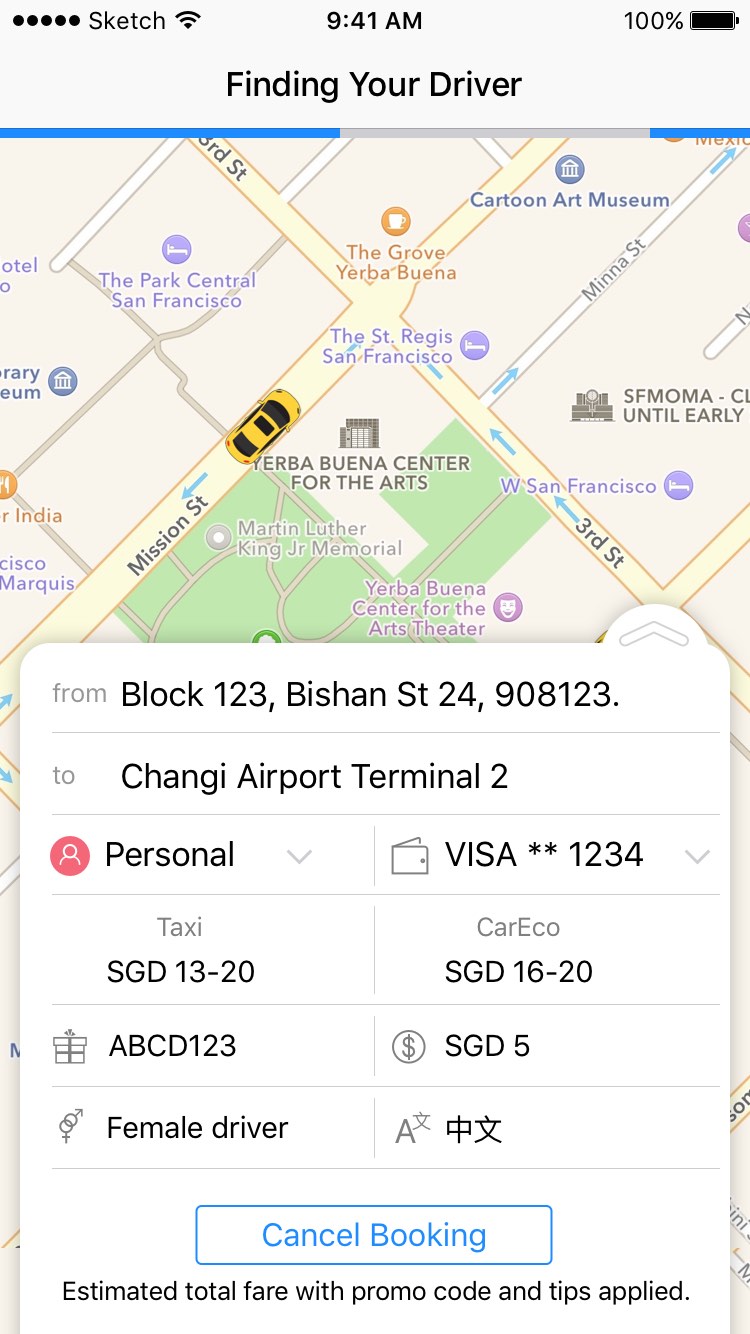 Sketch
9:41 AM
100%
Finding Your Driver
3rd St
Cartoon Art Museum
The Grove
Yerba Buena
The Park Central
San Francisco
Minna St
The St. Regis
San Francisco
SFMOMA - CL
UNTIL EARLY
YERBA BUENA CENTER
FOR THE ARTS
W San Francisco
Mission St
Martin Luther
King Jr Memorial
3rd St
r India
Marquis
Yerba Buena
Center for the
Arts Theater
from Block 123, Bishan St 24, 908123.
to Changi Airport Terminal 2
Personal
VISA ** 1234
Taxi
SGD 13-20
CarEco
SGD 16-20
ABCD123
SGD 5
Female driver
中文
Cancel Booking
Estimated total fare with promo code and tips applied.